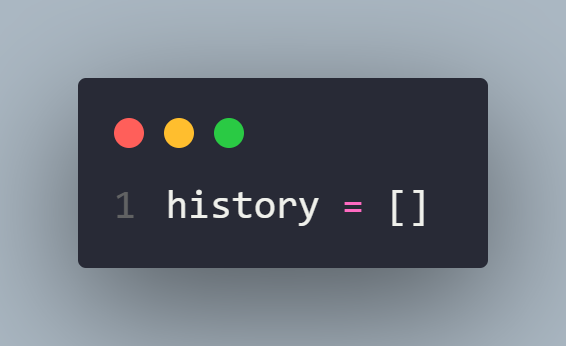 1 history = []